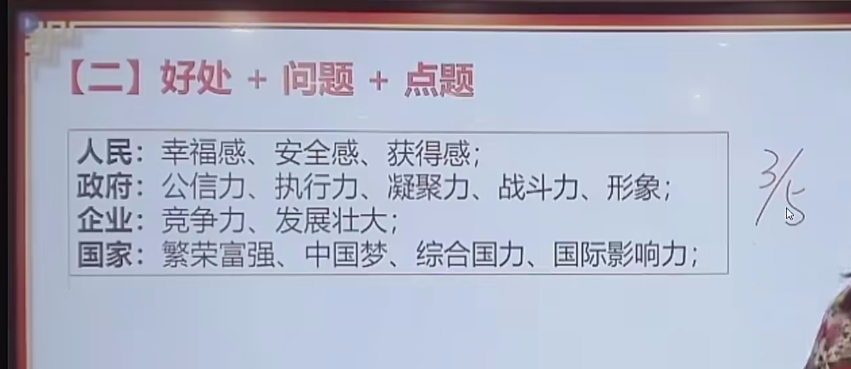 【二】好处 + 问题 + 点题
人民：幸福感、安全感、获得感；
政府：公信力、执行力、凝聚力、战斗力、形象；
企业：竞争力、发展壮大；
国家：繁荣富强、中国梦、综合国力、国际影响力；
3/5